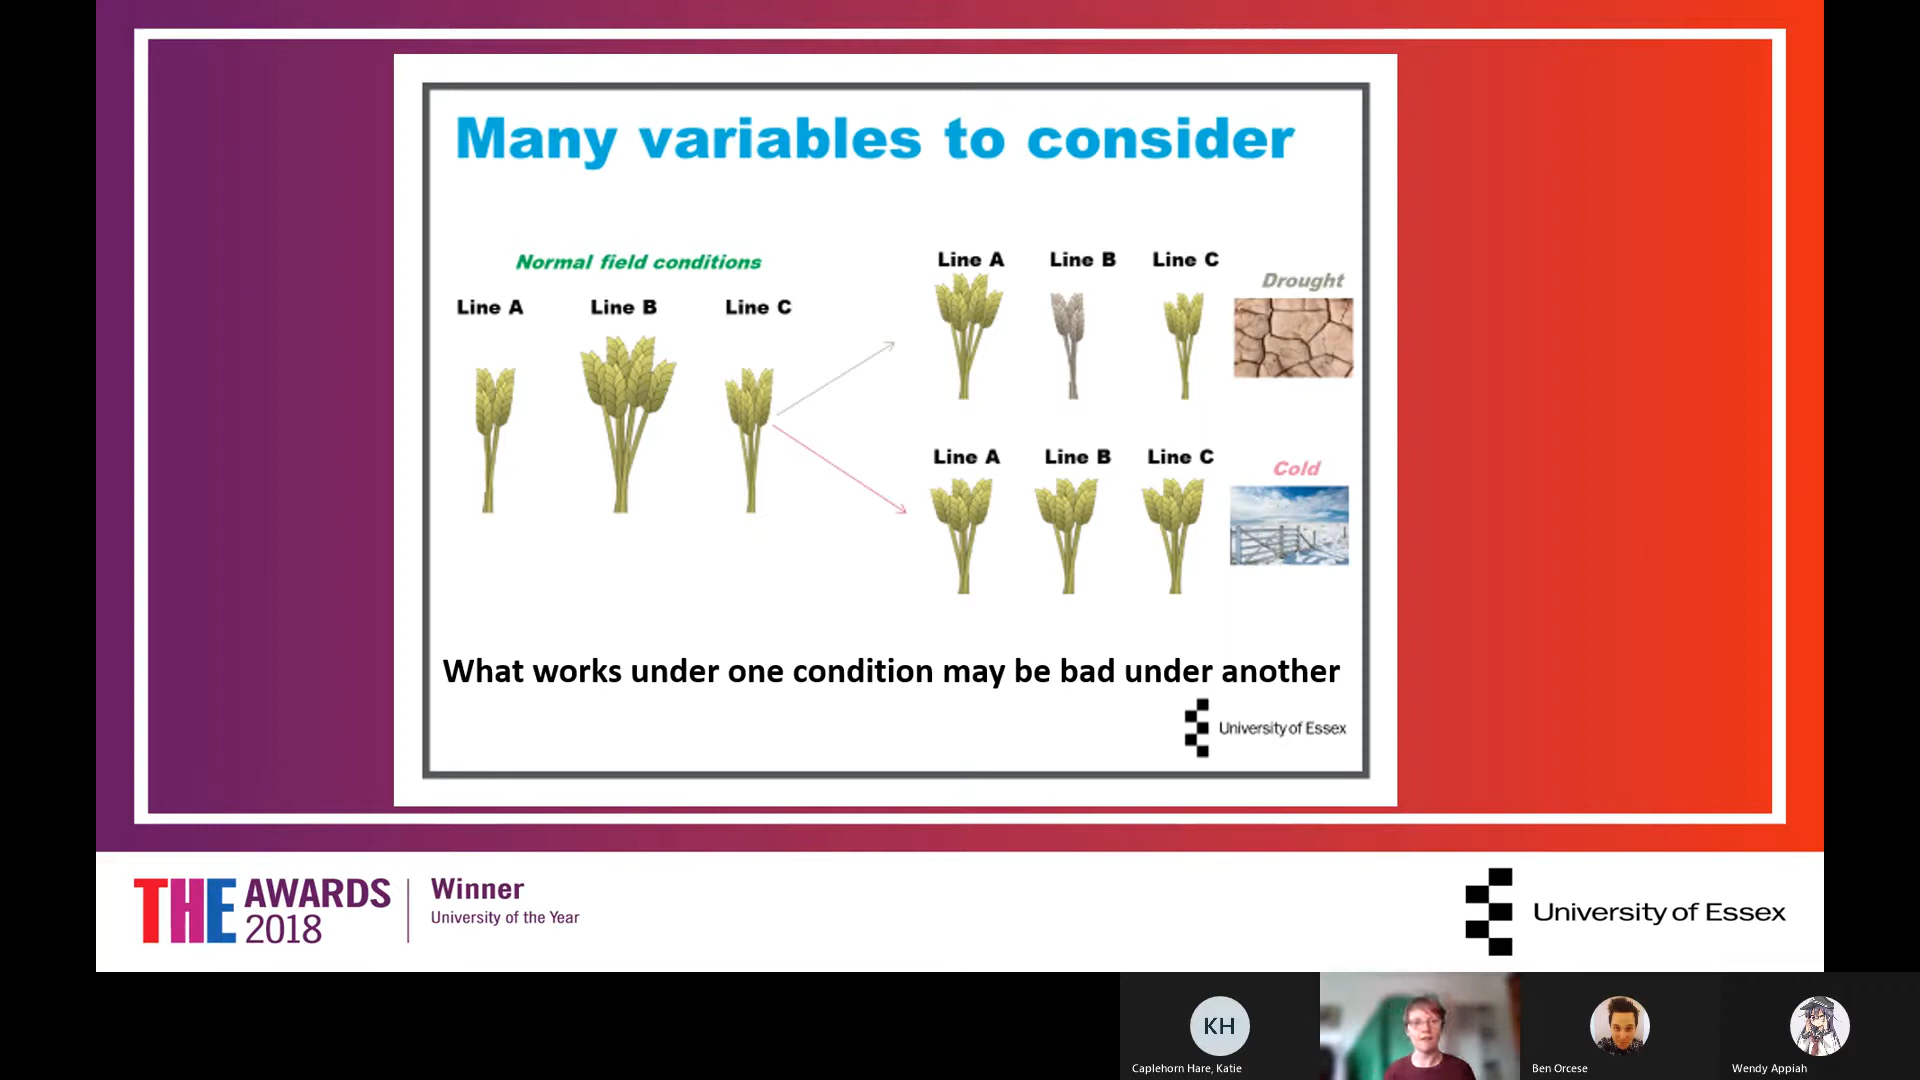 Many variables to consider
Normal field conditions
Line A Line B Line C
Line A Line B Line C
Drought
Line A Line B Line C
Cold
What works under one condition may be bad under another
University of Essex
THE AWARDS 2018
Winner
University of the Year
University of Essex
KH
Caplehorn Hare, Katie
Ben Orcese
Wendy Appiah